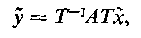 ỹ = T⁻¹ATx̃,